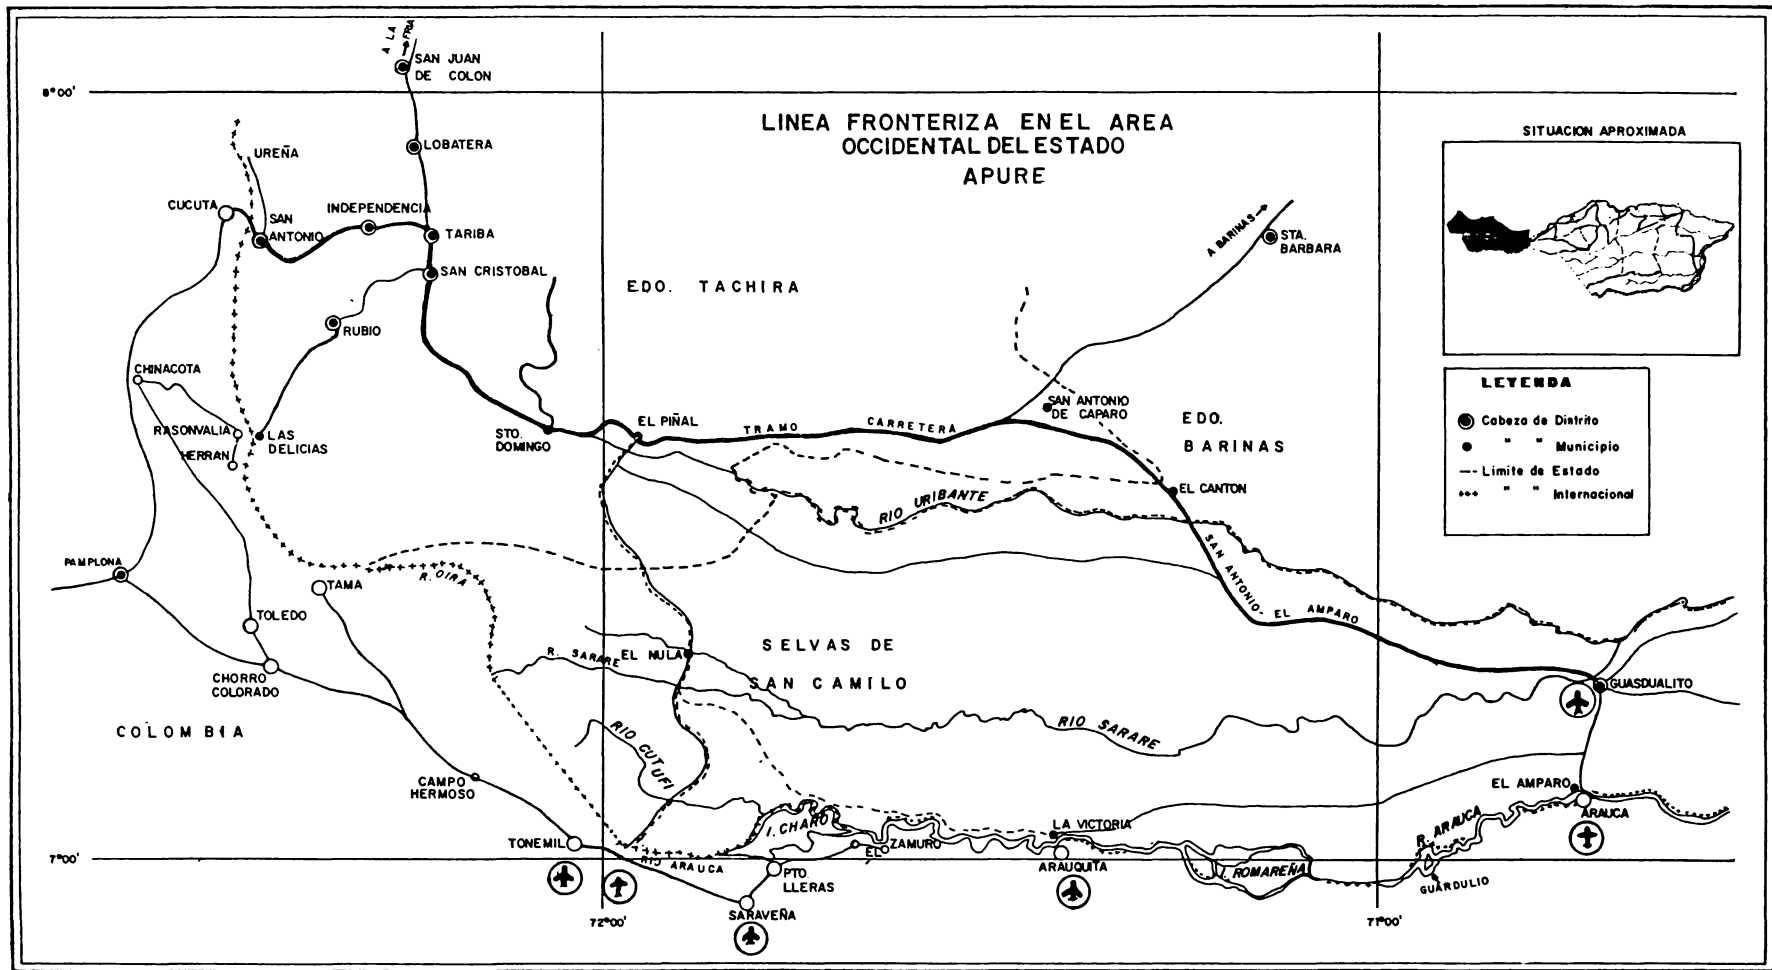 LINEA FRONTERIZA EN EL AREA
OCCIDENTAL DEL ESTADO
APURE
SITUACION APROXIMADA
LEYENDA
Cabeza de Distrito
" " Municipio
Limite de Estado
" " Internacional
8°00'
7°00'
72°00'
71°00'
A LA FRIA
SAN JUAN
DE COLON
LOBATERA
UREÑA
CUCUTA
SAN
ANTONIO
INDEPENDENCIA
TARIBA
SAN CRISTOBAL
RUBIO
EDO. TACHIRA
A BARINAS
STA.
BARBARA
CHINACOTA
RASONVALIA
HERRAN
LAS
DELICIAS
STO.
DOMINGO
EL PIÑAL
TRAMO CARRETERA
SAN ANTONIO
DE CAPARO
EDO.
BARINAS
EL CANTON
RIO URIBANTE
SAN ANTONIO- EL AMPARO
PAMPLONA
R. OIRA
TAMA
TOLEDO
CHORRO
COLORADO
R. SARARE
EL NULA
SELVAS DE
SAN CAMILO
GUASDUALITO
COLOMBIA
RIO CUTUFI
RIO SARARE
CAMPO
HERMOSO
EL AMPARO
ARAUCA
I. CHARO
LA VICTORIA
R. ARAUCA
TONEMIL
RIO ARAUCA
EL ZAMURO
PTO.
LLERAS
ARAUQUITA
I. ROMAREÑA
GUARDULIO
SARAVEÑA